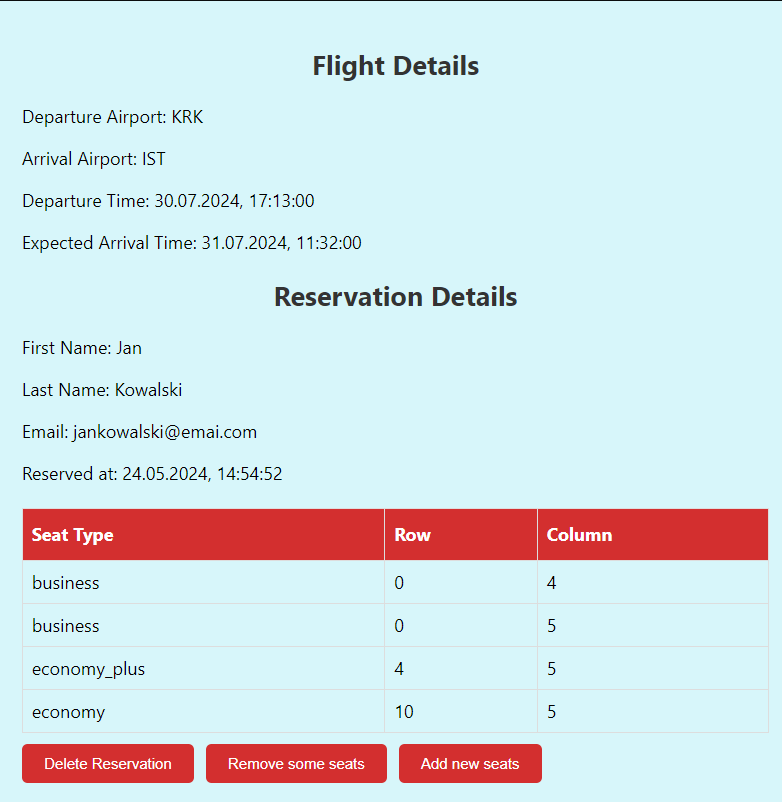 Flight Details
Departure Airport: KRK
Arrival Airport: IST
Departure Time: 30.07.2024, 17:13:00
Expected Arrival Time: 31.07.2024, 11:32:00
Reservation Details
First Name: Jan
Last Name: Kowalski
Email: jankowalski@emai.com
Reserved at: 24.05.2024, 14:54:52
Seat Type Row Column
business 0 4
business 0 5
economy_plus 4 5
economy 10 5
Delete Reservation Remove some seats Add new seats